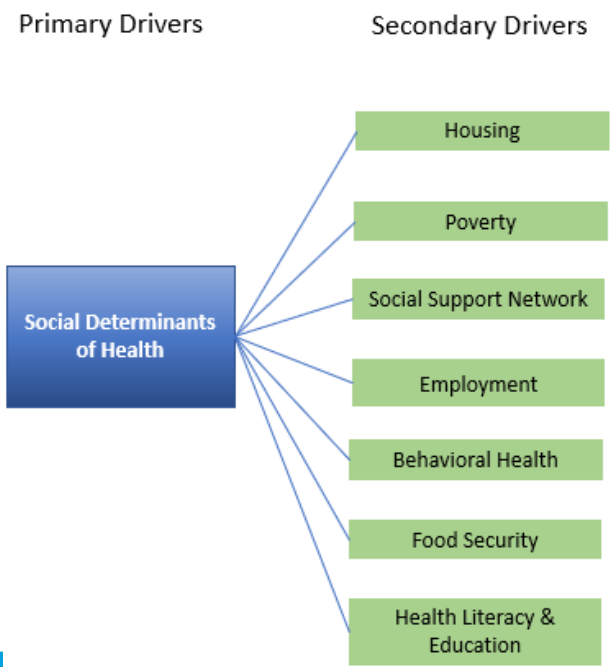 Primary Drivers
Secondary Drivers
Housing
Poverty
Social Determinants
of Health
Social Support Network
Employment
Behavioral Health
Food Security
Health Literacy &
Education